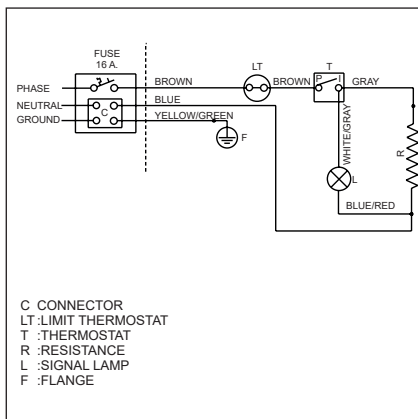 FUSE
16 A.
LT
T
PHASE
BROWN
BROWN
P I
GRAY
NEUTRAL
BLUE
C
GROUND
YELLOW/GREEN
F
WHITE/GRAY
R
L
BLUE/RED
C CONNECTOR
LT :LIMIT THERMOSTAT
T :THERMOSTAT
R :RESISTANCE
L :SIGNAL LAMP
F :FLANGE